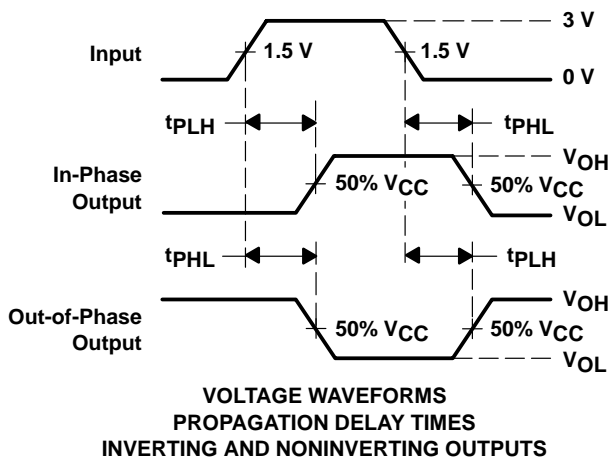 3 V
Input
1.5 V
1.5 V
0 V
tPLH
tPHL
VOH
In-Phase
Output
50% VCC
50% VCC
VOL
tPHL
tPLH
VOH
Out-of-Phase
Output
50% VCC
50% VCC
VOL
VOLTAGE WAVEFORMS
PROPAGATION DELAY TIMES
INVERTING AND NONINVERTING OUTPUTS